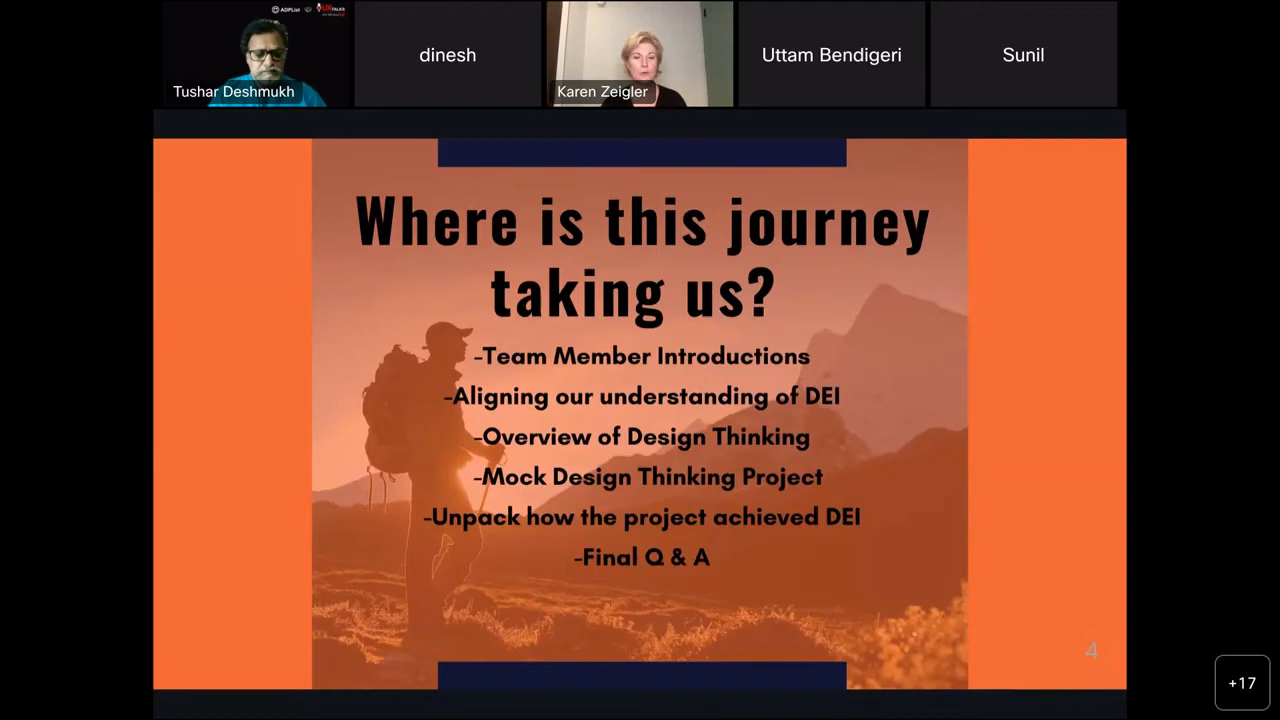 ADPList
UXTALKS
Tushar Deshmukh
dinesh
Karen Zeigler
Uttam Bendigeri
Sunil
Where is this journey
taking us?
-Team Member Introductions
-Aligning our understanding of DEI
-Overview of Design Thinking
-Mock Design Thinking Project
-Unpack how the project achieved DEI
-Final Q & A
4
+17